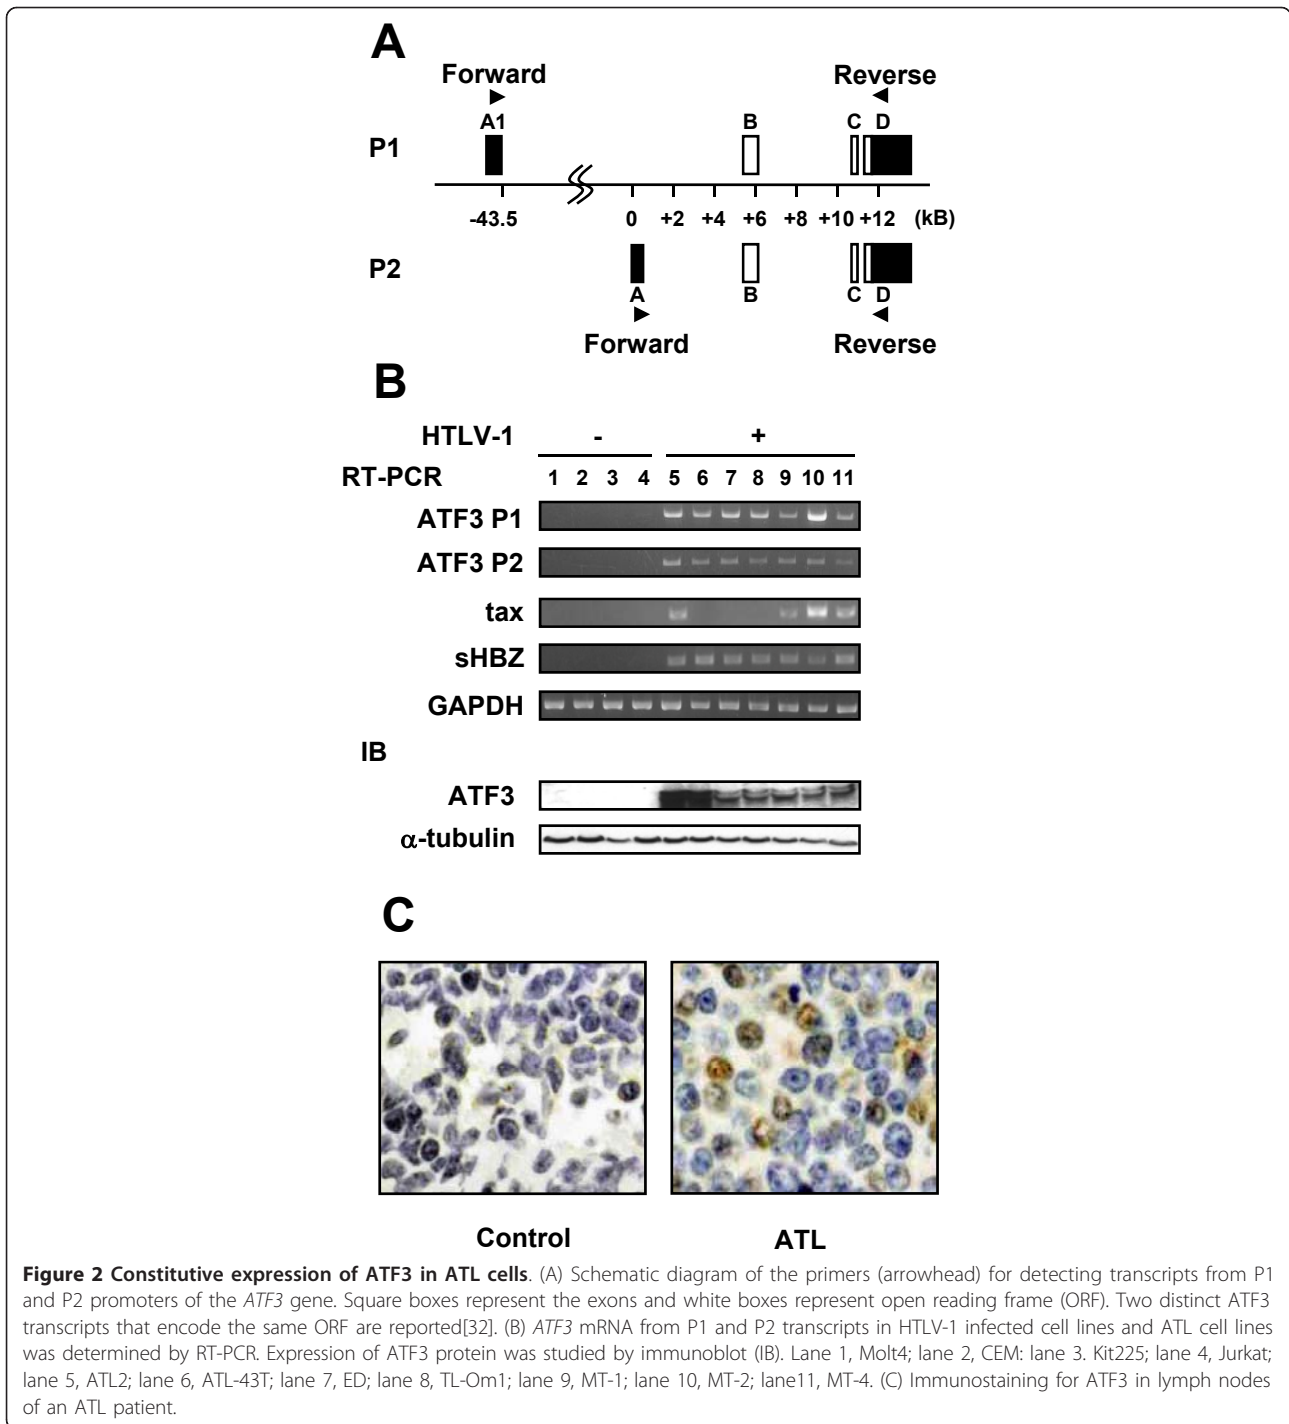 A
Forward Reverse
A1 B C D
P1
-43.5 0 +2 +4 +6 +8 +10 +12 (kB)
P2
A B C D
Forward Reverse
B
HTLV-1 - +
RT-PCR 1 2 3 4 5 6 7 8 9 10 11
ATF3 P1
ATF3 P2
tax
sHBZ
GAPDH
IB
ATF3
α-tubulin
C
Control ATL
Figure 2 Constitutive expression of ATF3 in ATL cells. (A) Schematic diagram of the primers (arrowhead) for detecting transcripts from P1
and P2 promoters of the ATF3 gene. Square boxes represent the exons and white boxes represent open reading frame (ORF). Two distinct ATF3
transcripts that encode the same ORF are reported[32]. (B) ATF3 mRNA from P1 and P2 transcripts in HTLV-1 infected cell lines and ATL cell lines
was determined by RT-PCR. Expression of ATF3 protein was studied by immunoblot (IB). Lane 1, Molt4; lane 2, CEM: lane 3. Kit225; lane 4, Jurkat;
lane 5, ATL2; lane 6, ATL-43T; lane 7, ED; lane 8, TL-Om1; lane 9, MT-1; lane 10, MT-2; lane11, MT-4. (C) Immunostaining for ATF3 in lymph nodes
of an ATL patient.